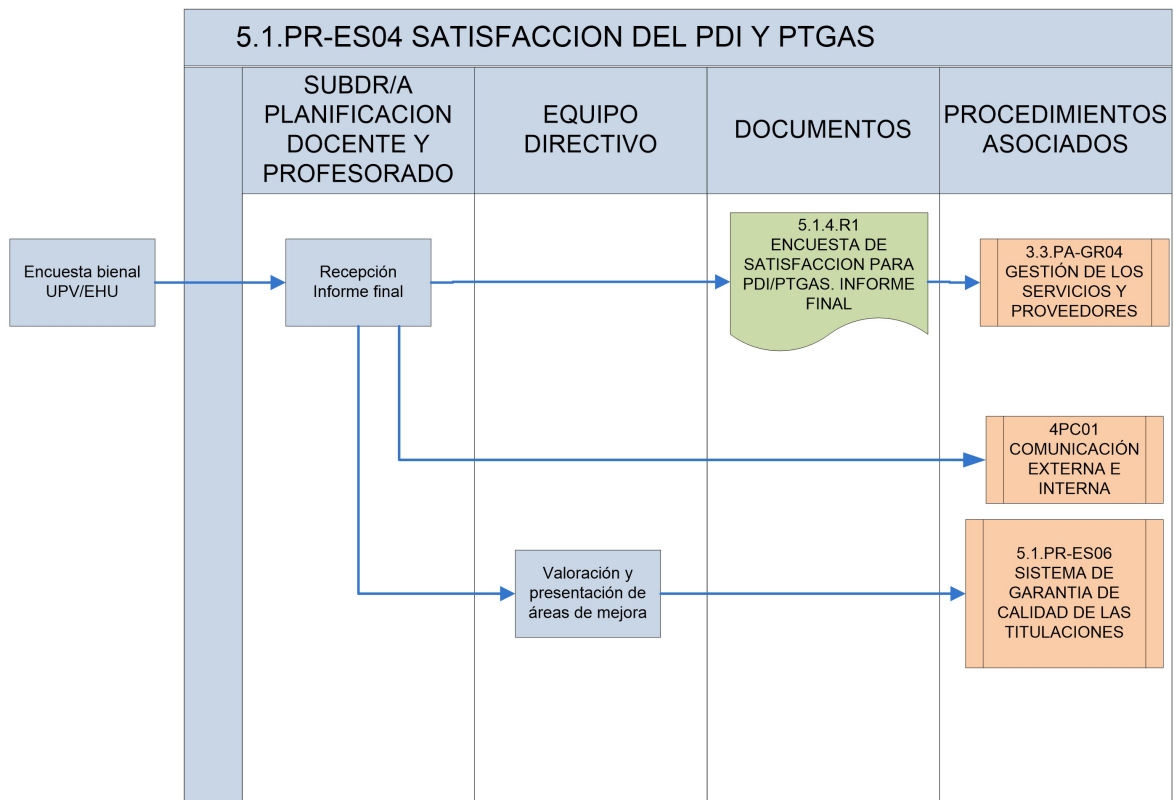 5.1.PR-ES04 SATISFACCION DEL PDI Y PTGAS
SUBDR/A
PLANIFICACION
DOCENTE Y
PROFESORADO
EQUIPO
DIRECTIVO
DOCUMENTOS
PROCEDIMIENTOS
ASOCIADOS
Encuesta bienal
UPV/EHU
Recepción
Informe final
5.1.4.R1
ENCUESTA DE
SATISFACCION PARA
PDI/PTGAS. INFORME
FINAL
3.3.PA-GR04
GESTIÓN DE LOS
SERVICIOS Y
PROVEEDORES
4PC01
COMUNICACIÓN
EXTERNA E
INTERNA
Valoración y
presentación de
áreas de mejora
5.1.PR-ES06
SISTEMA DE
GARANTIA DE
CALIDAD DE LAS
TITULACIONES